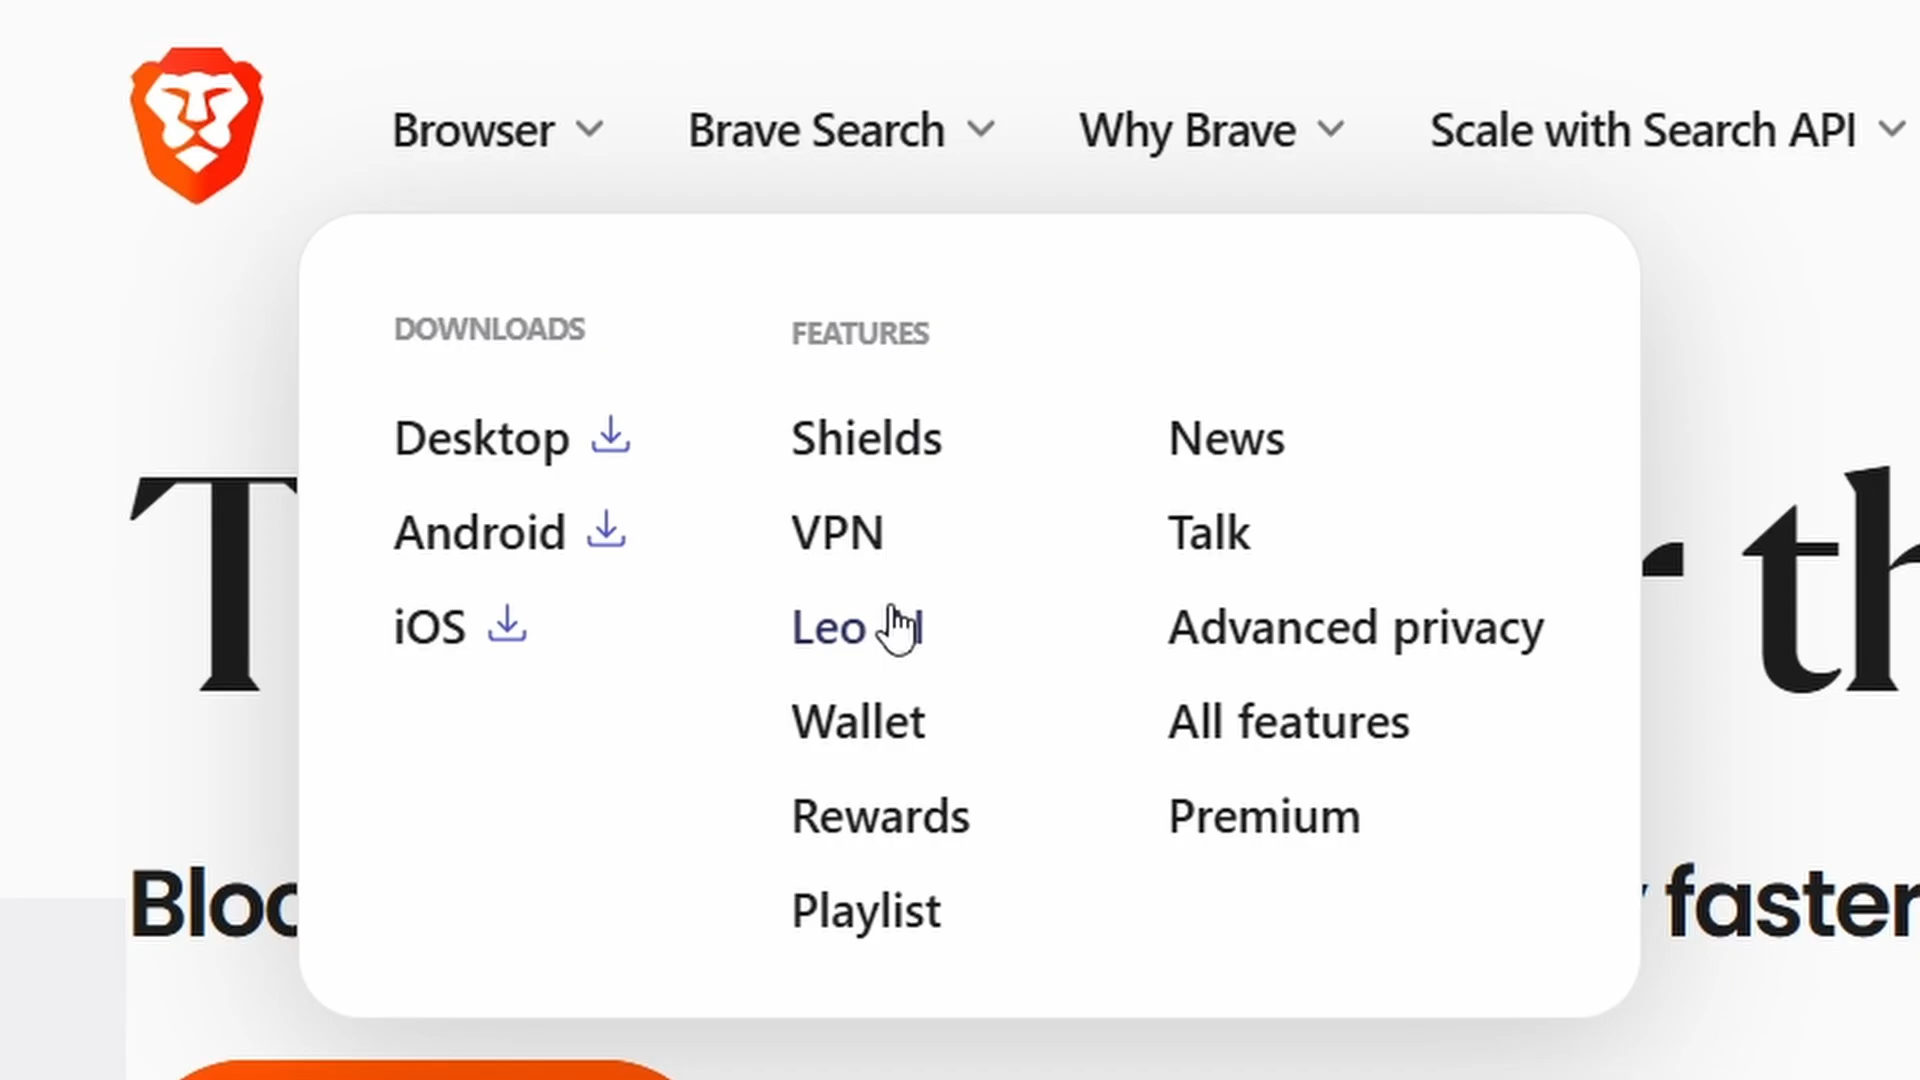 Browser
Brave Search
Why Brave
Scale with Search API
DOWNLOADS
Desktop
Android
iOS
FEATURES
Shields
VPN
Leo
Wallet
Rewards
Playlist
News
Talk
Advanced privacy
All features
Premium
faster